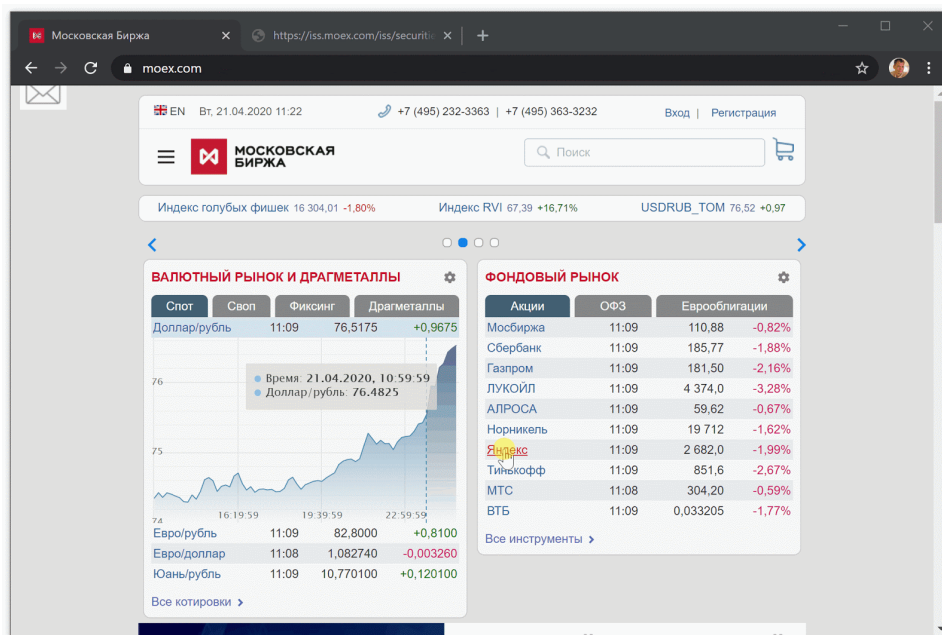 Московская Биржа
https://iss.moex.com/iss/securitie
moex.com
EN Вт, 21.04.2020 11:22 +7 (495) 232-3363 | +7 (495) 363-3232 Вход | Регистрация
МОСКОВСКАЯ
БИРЖА
Поиск
Индекс голубых фишек 16 304,01 -1,80% Индекс RVI 67,39 +16,71% USDRUB_TOM 76,52 +0,97
ВАЛЮТНЫЙ РЫНОК И ДРАГМЕТАЛЛЫ
Спот Своп Фиксинг Драгметаллы
Доллар/рубль 11:09 76,5175 +0,9675
76
Время: 21.04.2020, 10:59:59
Доллар/рубль: 76.4825
75
74
16:19:59 19:39:59 22:59:59
Евро/рубль 11:09 82,8000 +0,8100
Евро/доллар 11:08 1,082740 -0,003260
Юань/рубль 11:09 10,770100 +0,120100
Все котировки
ФОНДОВЫЙ РЫНОК
Акции ОФЗ Еврооблигации
Мосбиржа 11:09 110,88 -0,82%
Сбербанк 11:09 185,77 -1,88%
Газпром 11:09 181,50 -2,16%
ЛУКОЙЛ 11:09 4 374,0 -3,28%
АЛРОСА 11:09 59,62 -0,67%
Норникель 11:09 19 712 -1,62%
Яндекс 11:09 2 682,0 -1,99%
Тинькофф 11:09 851,6 -2,67%
МТС 11:08 304,20 -0,59%
ВТБ 11:09 0,033205 -1,77%
Все инструменты